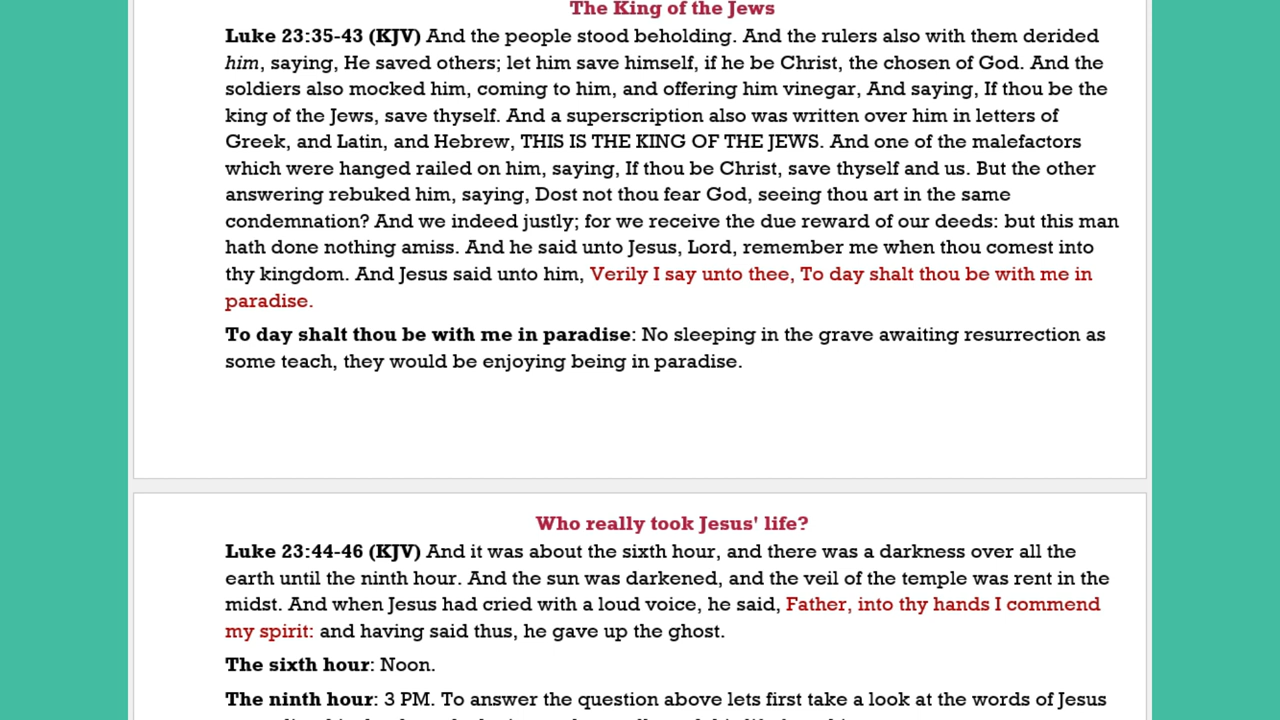 The King of the Jews
Luke 23:35-43 (KJV) And the people stood beholding. And the rulers also with them derided
him, saying, He saved others; let him save himself, if he be Christ, the chosen of God. And the
soldiers also mocked him, coming to him, and offering him vinegar, And saying, If thou be the
king of the Jews, save thyself. And a superscription also was written over him in letters of
Greek, and Latin, and Hebrew, THIS IS THE KING OF THE JEWS. And one of the malefactors
which were hanged railed on him, saying, If thou be Christ, save thyself and us. But the other
answering rebuked him, saying, Dost not thou fear God, seeing thou art in the same
condemnation? And we indeed justly; for we receive the due reward of our deeds: but this man
hath done nothing amiss. And he said unto Jesus, Lord, remember me when thou comest into
thy kingdom. And Jesus said unto him, Verily I say unto thee, To day shalt thou be with me in
paradise.
To day shalt thou be with me in paradise: No sleeping in the grave awaiting resurrection as
some teach, they would be enjoying being in paradise.
Who really took Jesus' life?
Luke 23:44-46 (KJV) And it was about the sixth hour, and there was a darkness over all the
earth until the ninth hour. And the sun was darkened, and the veil of the temple was rent in the
midst. And when Jesus had cried with a loud voice, he said, Father, into thy hands I commend
my spirit: and having said thus, he gave up the ghost.
The sixth hour: Noon.
The ninth hour: 3 PM. To answer the question above lets first take a look at the words of Jesus